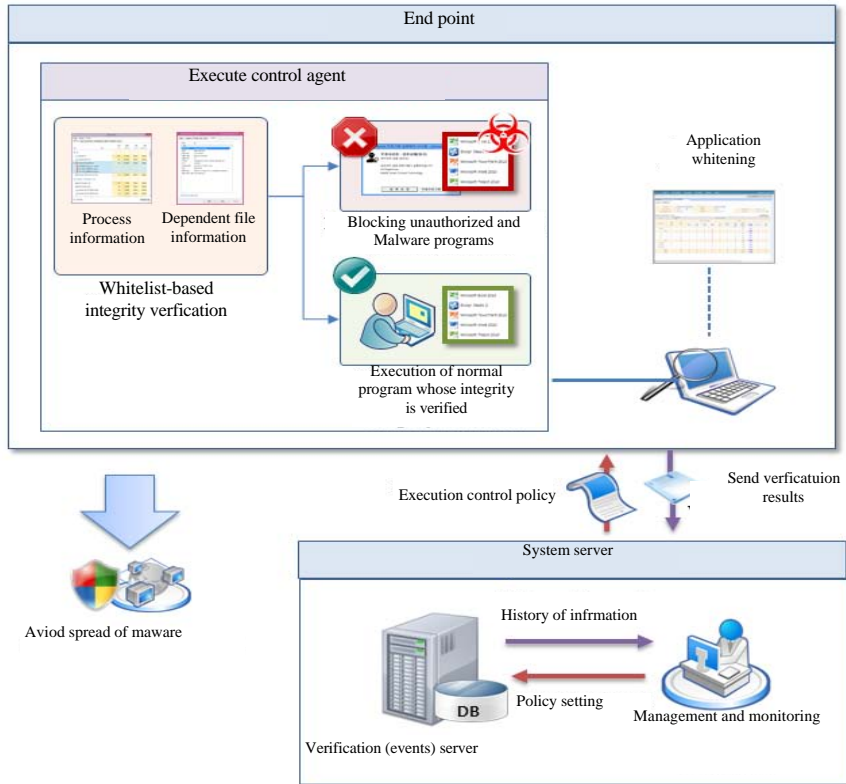 End point
Execute control agent
Process
information
Dependent file
information
Whitelist-based
integrity verfication
Blocking unauthorized and
Malware programs
Execution of normal
program whose integrity
is verified
Application
whitening
Execution control policy
Send verficatuion
results
Aviod spread of maware
System server
History of infrmation
Policy setting
DB
Verification (events) server
Management and monitoring